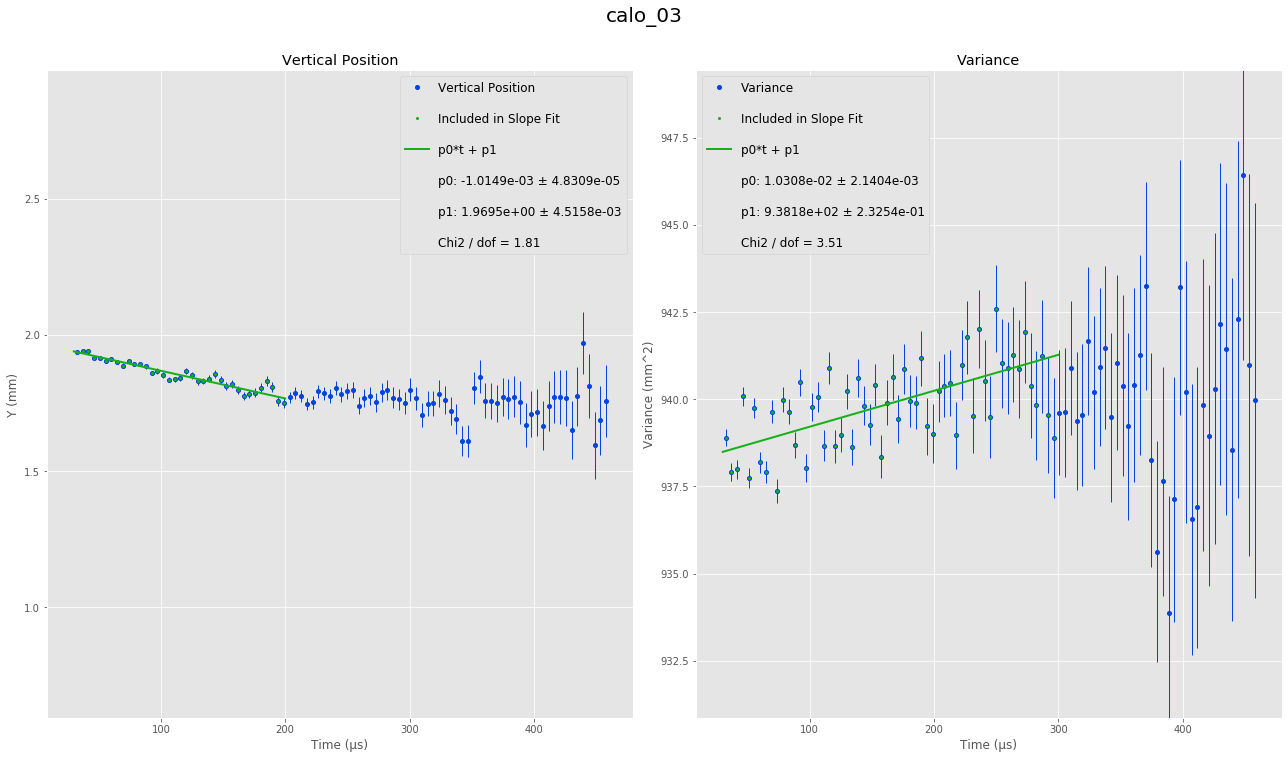 calo_03
Vertical Position
Vertical Position
Included in Slope Fit
p0*t + p1
p0: -1.0149e-03 ± 4.8309e-05
p1: 1.9695e+00 ± 4.5158e-03
Chi2 / dof = 1.81
2.5
2.0
1.5
1.0
Y (mm)
100
200
300
400
Time (μs)
Variance
Variance
Included in Slope Fit
p0*t + p1
p0: 1.0308e-02 ± 2.1404e-03
p1: 9.3818e+02 ± 2.3254e-01
Chi2 / dof = 3.51
947.5
945.0
942.5
940.0
937.5
935.0
932.5
Variance (mm^2)
100
200
300
400
Time (μs)